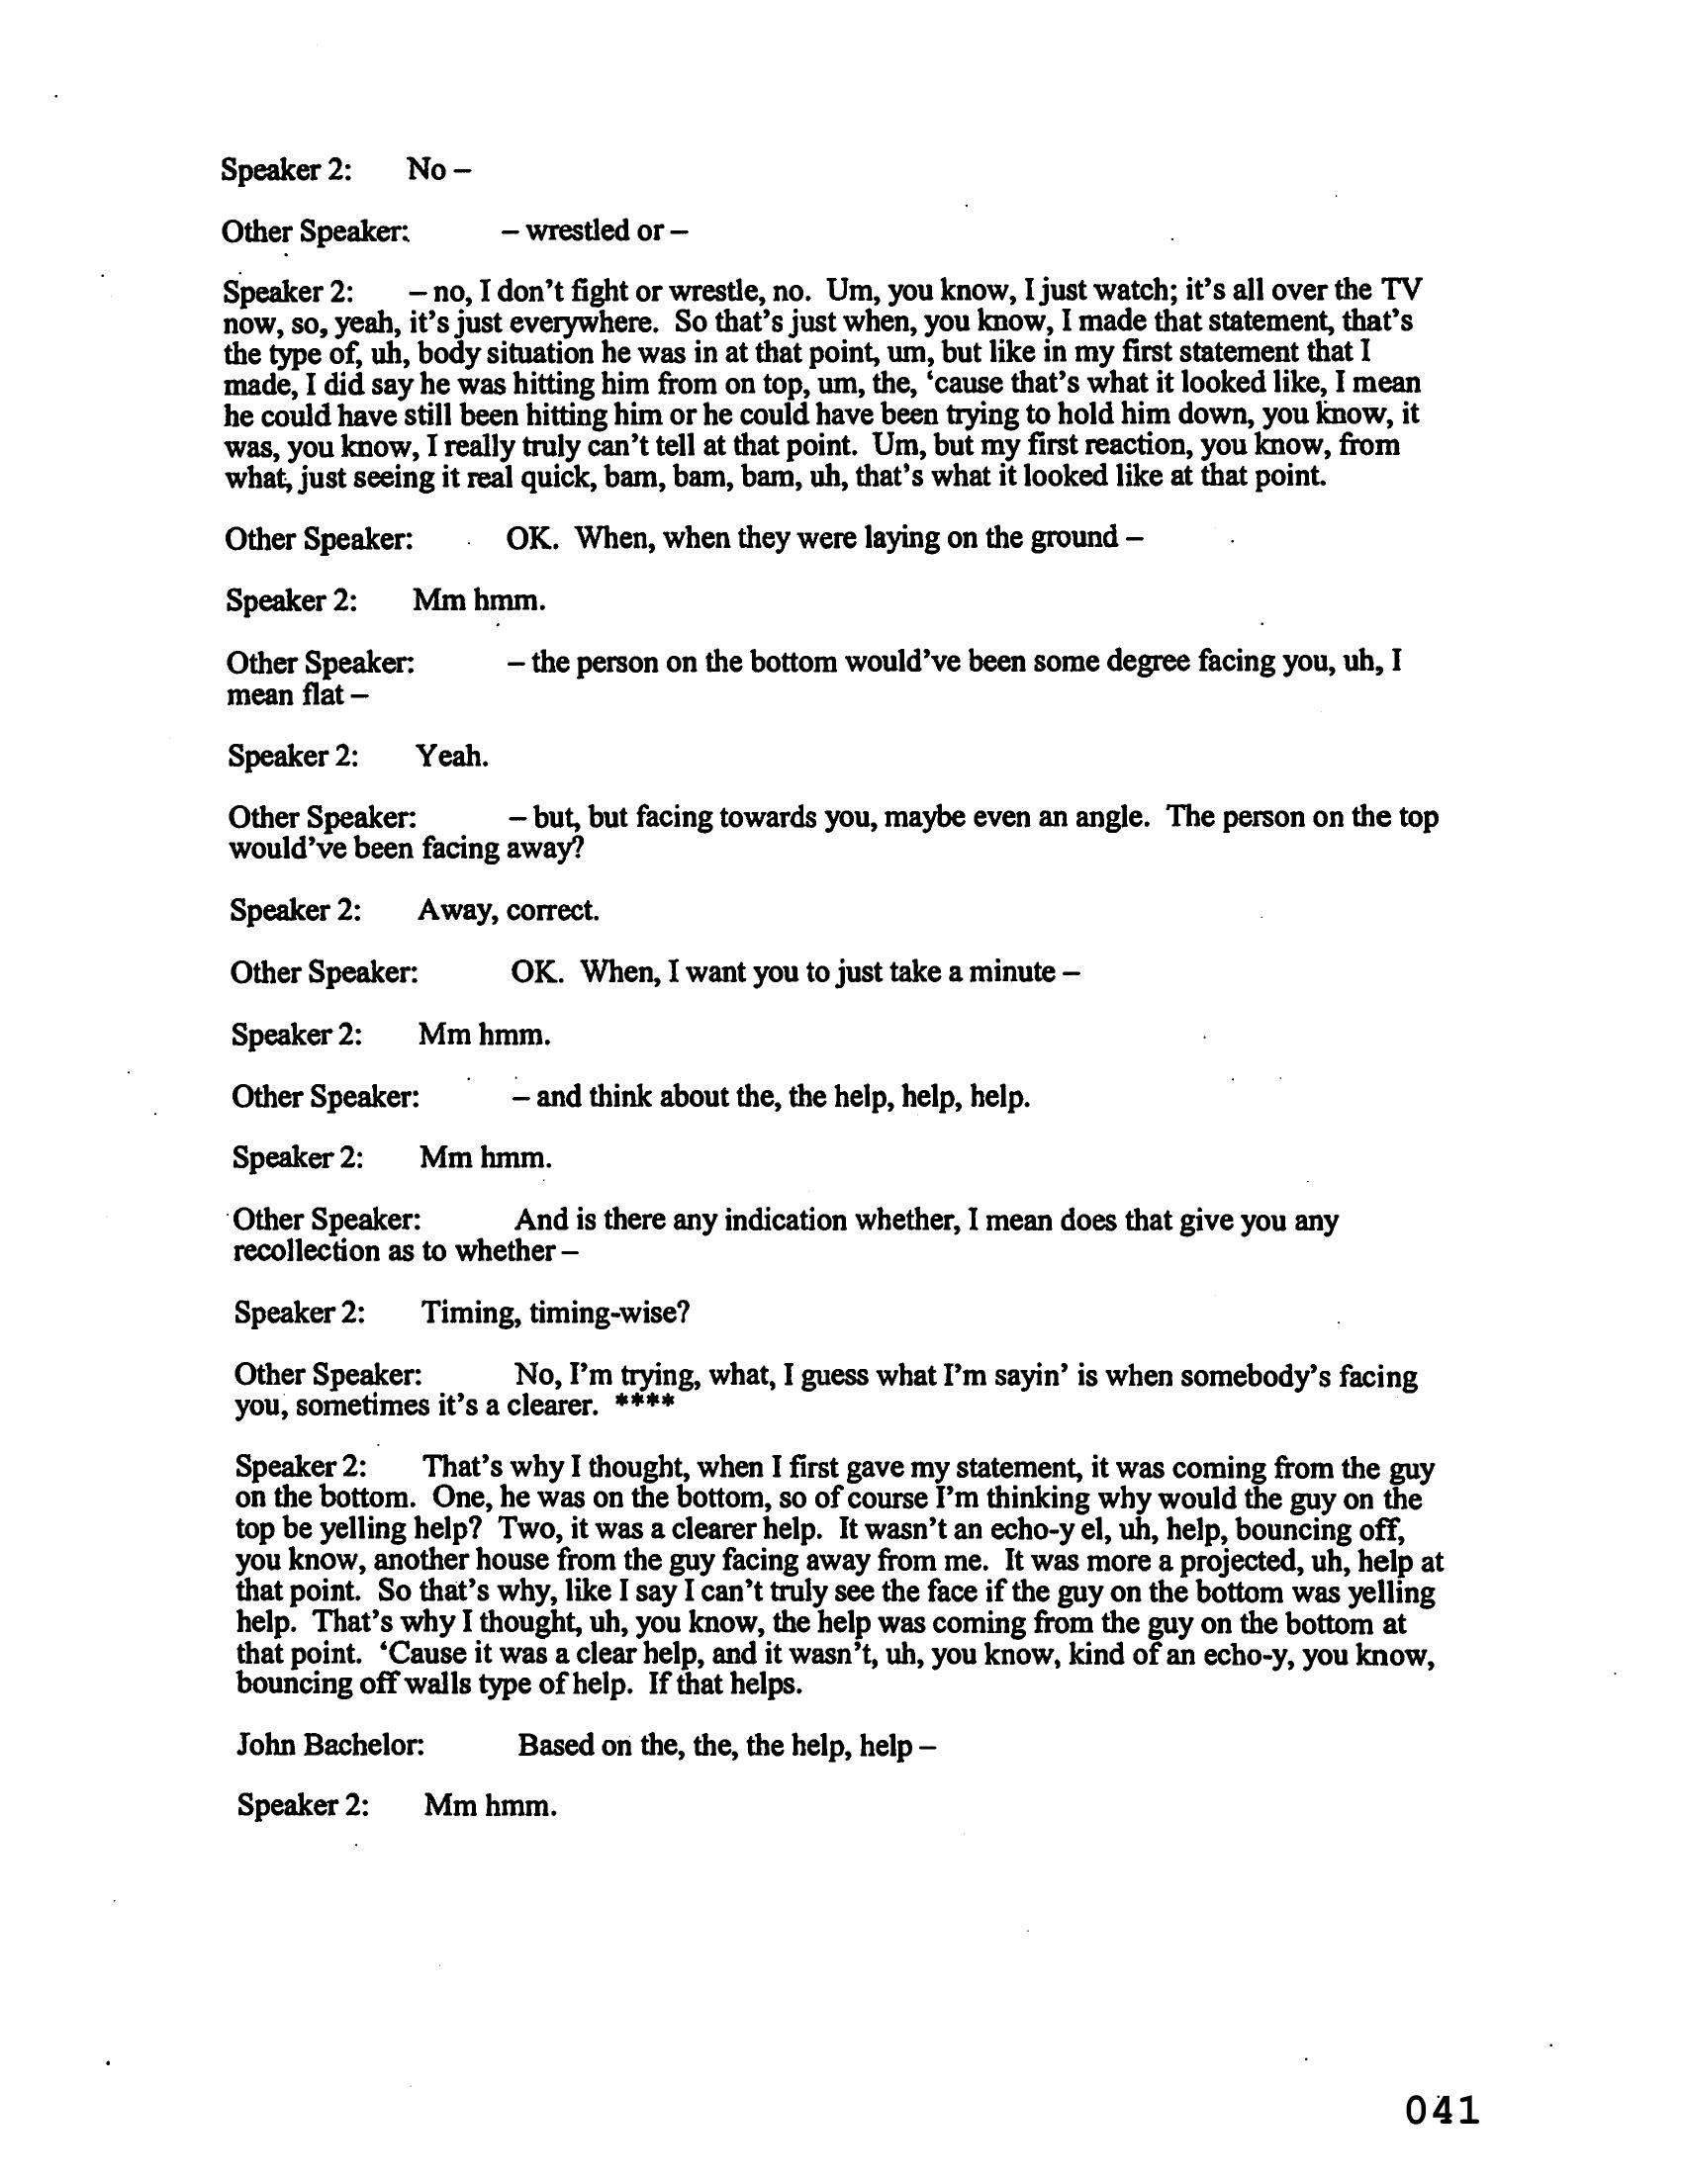 Speaker 2: No –
Other Speaker: – wrestled or –
Speaker 2: – no, I don't fight or wrestle, no. Um, you know, I just watch; it's all over the TV
now, so, yeah, it's just everywhere. So that's just when, you know, I made that statement, that's
the type of, uh, body situation he was in at that point, um, but like in my first statement that I
made, I did say he was hitting him from on top, um, the, 'cause that's what it looked like, I mean
he could have still been hitting him or he could have been trying to hold him down, you know, it
was, you know, I really truly can't tell at that point. Um, but my first reaction, you know, from
what, just seeing it real quick, bam, bam, bam, uh, that's what it looked like at that point.
Other Speaker: OK. When, when they were laying on the ground –
Speaker 2: Mm hmm.
Other Speaker: – the person on the bottom would've been some degree facing you, uh, I
mean flat –
Speaker 2: Yeah.
Other Speaker: – but, but facing towards you, maybe even an angle. The person on the top
would've been facing away?
Speaker 2: Away, correct.
Other Speaker: OK. When, I want you to just take a minute –
Speaker 2: Mm hmm.
Other Speaker: – and think about the, the help, help, help.
Speaker 2: Mm hmm.
Other Speaker: And is there any indication whether, I mean does that give you any
recollection as to whether –
Speaker 2: Timing, timing-wise?
Other Speaker: No, I'm trying, what, I guess what I'm sayin' is when somebody's facing
you, sometimes it's a clearer. ****
Speaker 2: That's why I thought, when I first gave my statement, it was coming from the guy
on the bottom. One, he was on the bottom, so of course I'm thinking why would the guy on the
top be yelling help? Two, it was a clearer help. It wasn't an echo-y el, uh, help, bouncing off,
you know, another house from the guy facing away from me. It was more a projected, uh, help at
that point. So that's why, like I say I can't truly see the face if the guy on the bottom was yelling
help. That's why I thought, uh, you know, the help was coming from the guy on the bottom at
that point. 'Cause it was a clear help, and it wasn't, uh, you know, kind of an echo-y, you know,
bouncing off walls type of help. If that helps.
John Bachelor: Based on the, the, the help, help –
Speaker 2: Mm hmm.
041